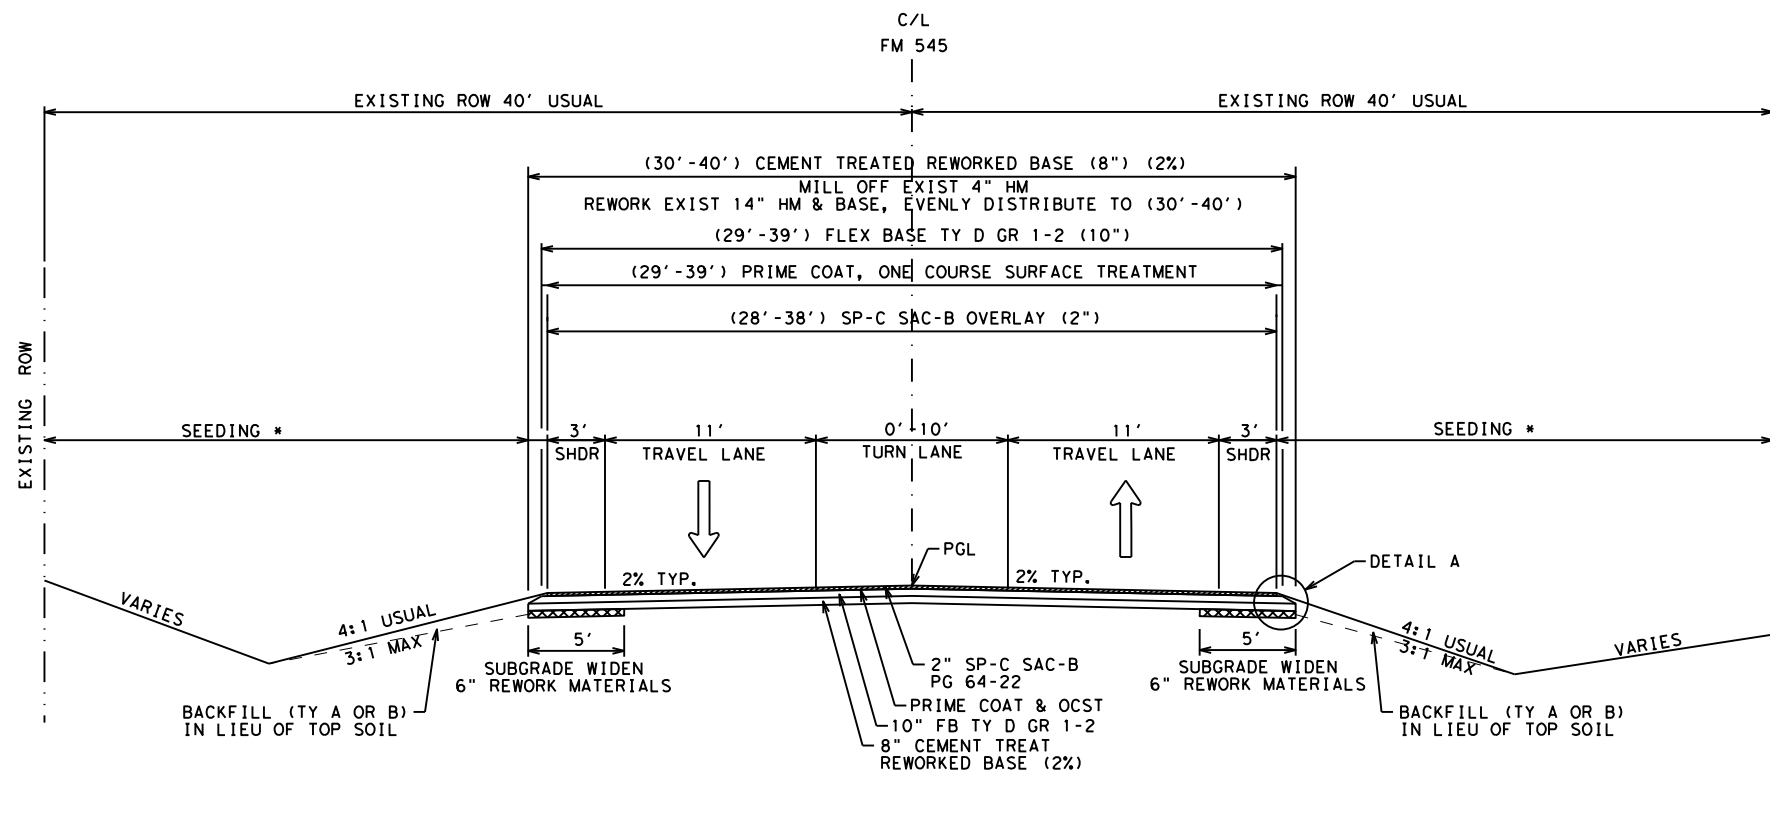 C/L
FM 545
EXISTING ROW 40' USUAL
EXISTING ROW 40' USUAL
(30'-40') CEMENT TREATED REWORKED BASE (8") (2%)
MILL OFF EXIST 4" HM
REWORK EXIST 14" HM & BASE, EVENLY DISTRIBUTE TO (30'-40')
(29'-39') FLEX BASE TY D GR 1-2 (10")
(29'-39') PRIME COAT, ONE COURSE SURFACE TREATMENT
(28'-38') SP-C SAC-B OVERLAY (2")
EXISTING ROW
SEEDING *
3'
SHDR
11'
TRAVEL LANE
0'-10'
TURN LANE
11'
TRAVEL LANE
3'
SHDR
SEEDING *
PGL
DETAIL A
2% TYP.
2% TYP.
VARIES
4:1 USUAL
3:1 MAX
4:1 USUAL
3:1 MAX
VARIES
5'
SUBGRADE WIDEN
6" REWORK MATERIALS
5'
SUBGRADE WIDEN
6" REWORK MATERIALS
2" SP-C SAC-B
PG 64-22
PRIME COAT & OCST
10" FB TY D GR 1-2
8" CEMENT TREAT
REWORKED BASE (2%)
BACKFILL (TY A OR B)
IN LIEU OF TOP SOIL
BACKFILL (TY A OR B)
IN LIEU OF TOP SOIL